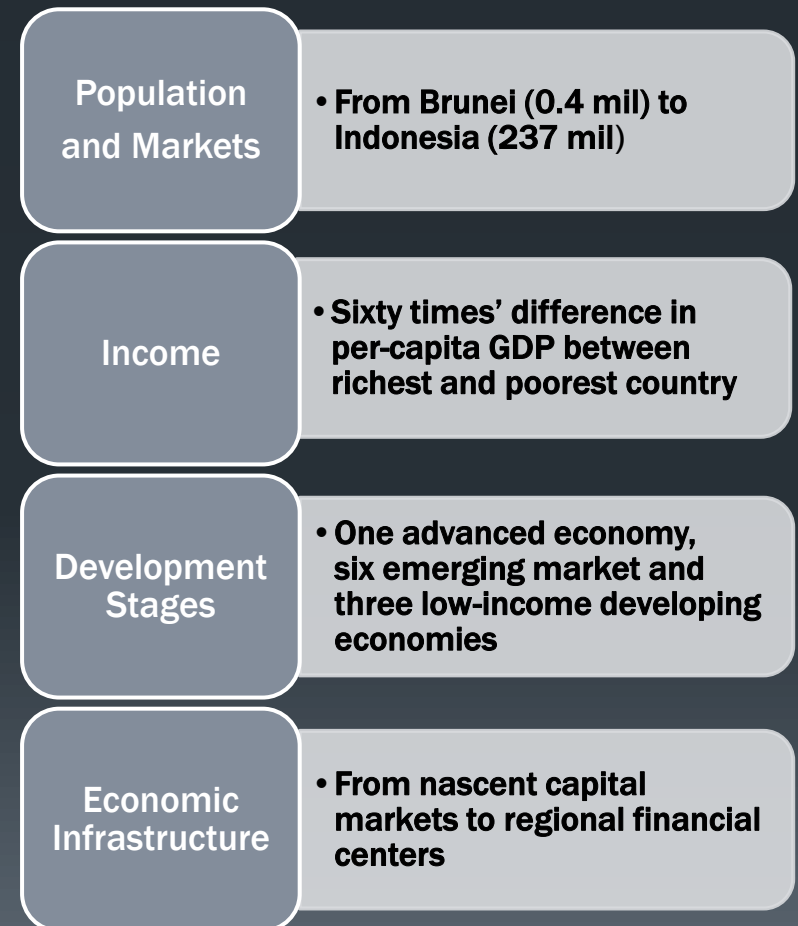 Population
and Markets
• From Brunei (0.4 mil) to
Indonesia (237 mil)
Income
• Sixty times’ difference in
per-capita GDP between
richest and poorest country
Development
Stages
• One advanced economy,
six emerging market and
three low-income developing
economies
Economic
Infrastructure
• From nascent capital
markets to regional financial
centers